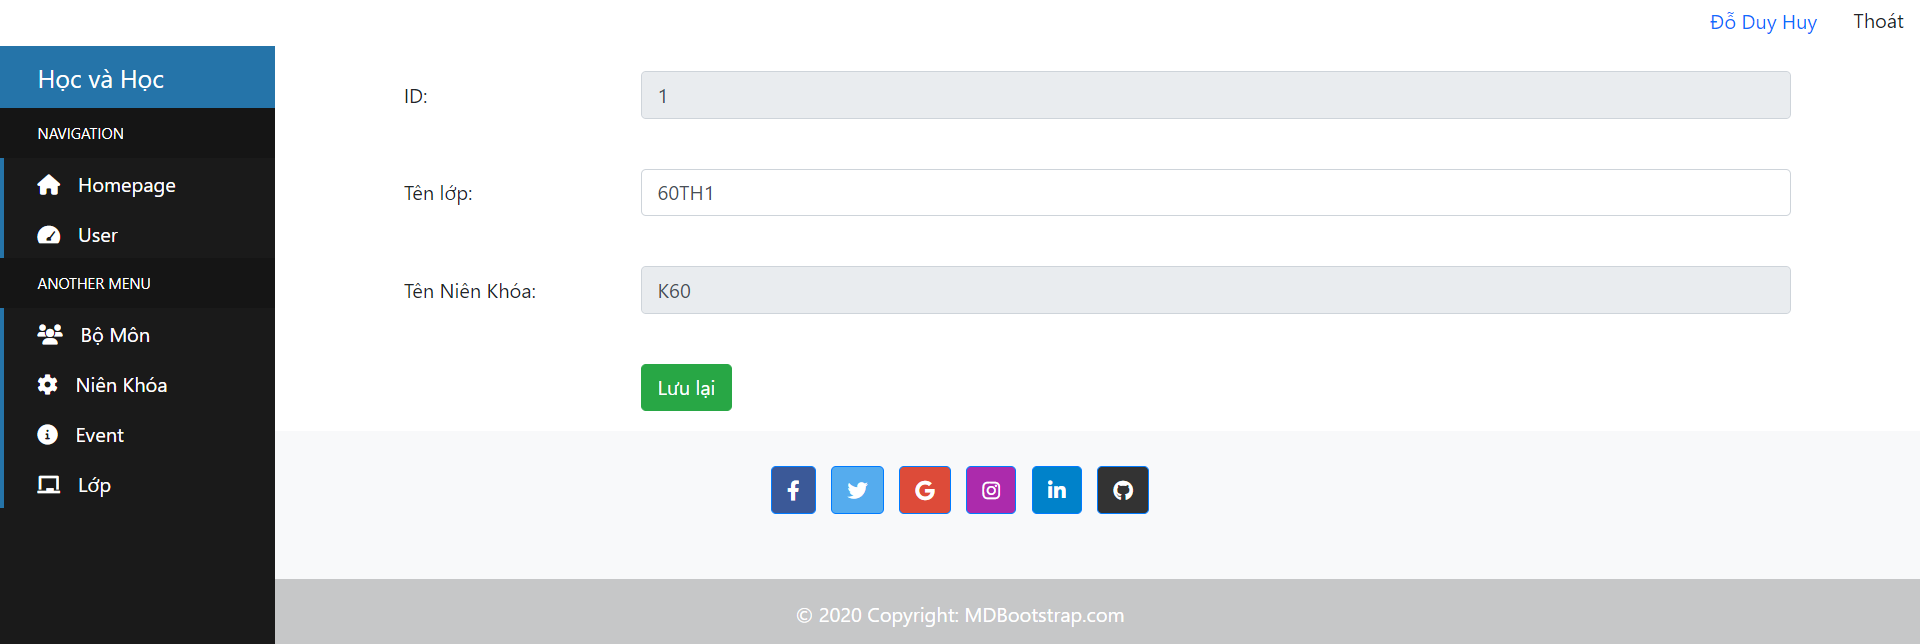 Đỗ Duy Huy Thoát
Học và Học
NAVIGATION
Homepage
User
ANOTHER MENU
Bộ Môn
Niên Khóa
Event
Lớp
ID: 1
Tên lớp: 60TH1
Tên Niên Khóa: K60
Lưu lại
© 2020 Copyright: MDBootstrap.com